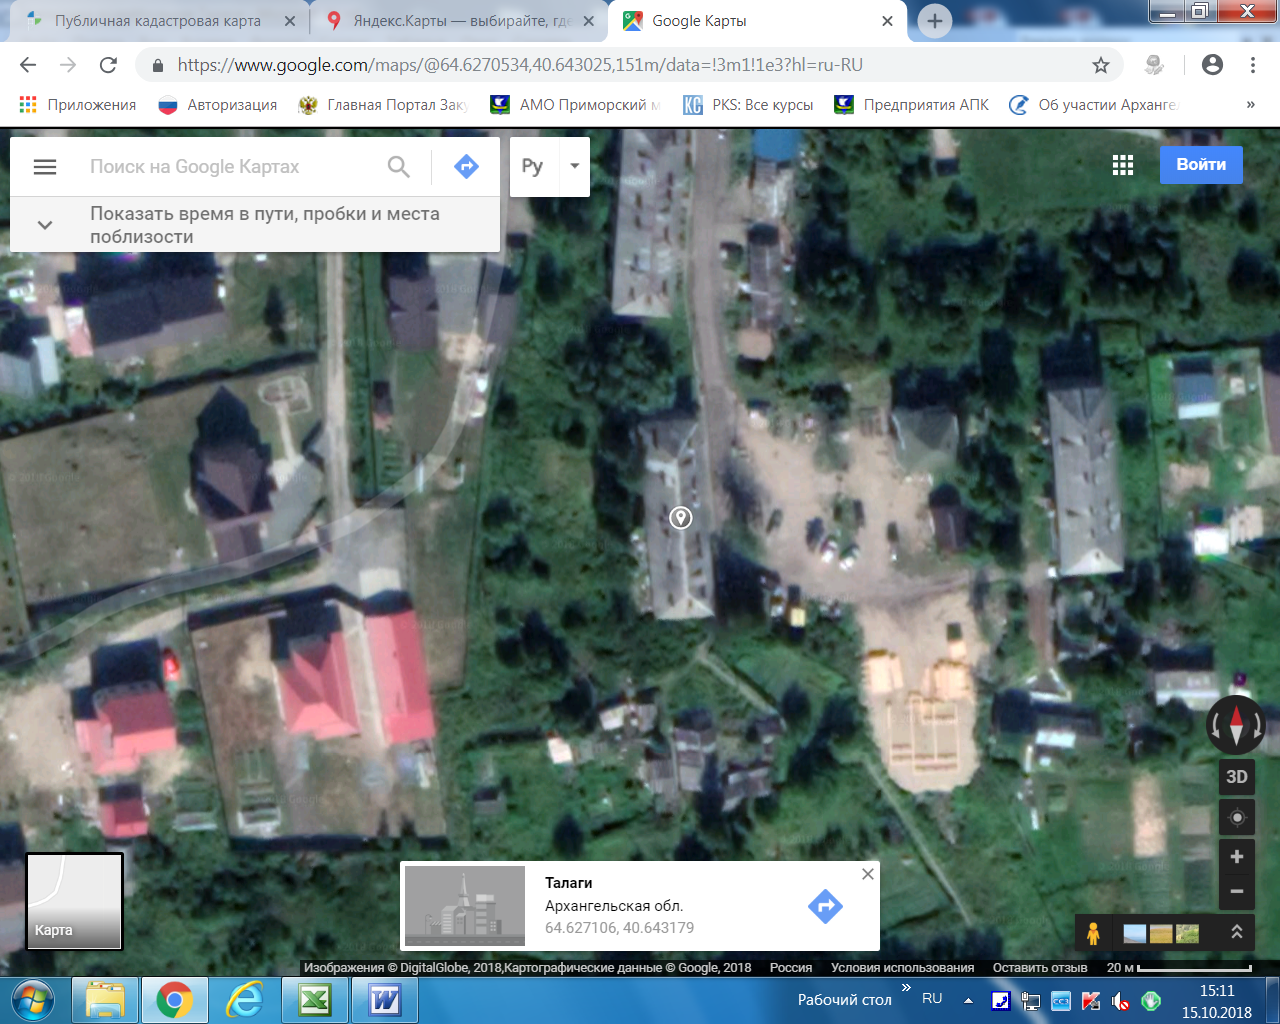 Публичная кадастровая карта
Яндекс.Карты — выбирайте, где
Google Карты
https://www.google.com/maps/@64.6270534,40.643025,151m/data=!3m1!1e3?hl=ru-RU
Приложения
Авторизация
Главная Портал Заку
АМО Приморский м
PKS: Все курсы
Предприятия АПК
Об участии Арханге
»
Поиск на Google Картах
Ру
Войти
Показать время в пути, пробки и места
поблизости
3D
Талаги
Архангельская обл.
64.627106, 40.643179
Карта
Изображения © DigitalGlobe, 2018,Картографические данные © Google, 2018
Россия
Условия использования
Оставить отзыв
20 м
Рабочий стол
»
RU
15:11
15.10.2018